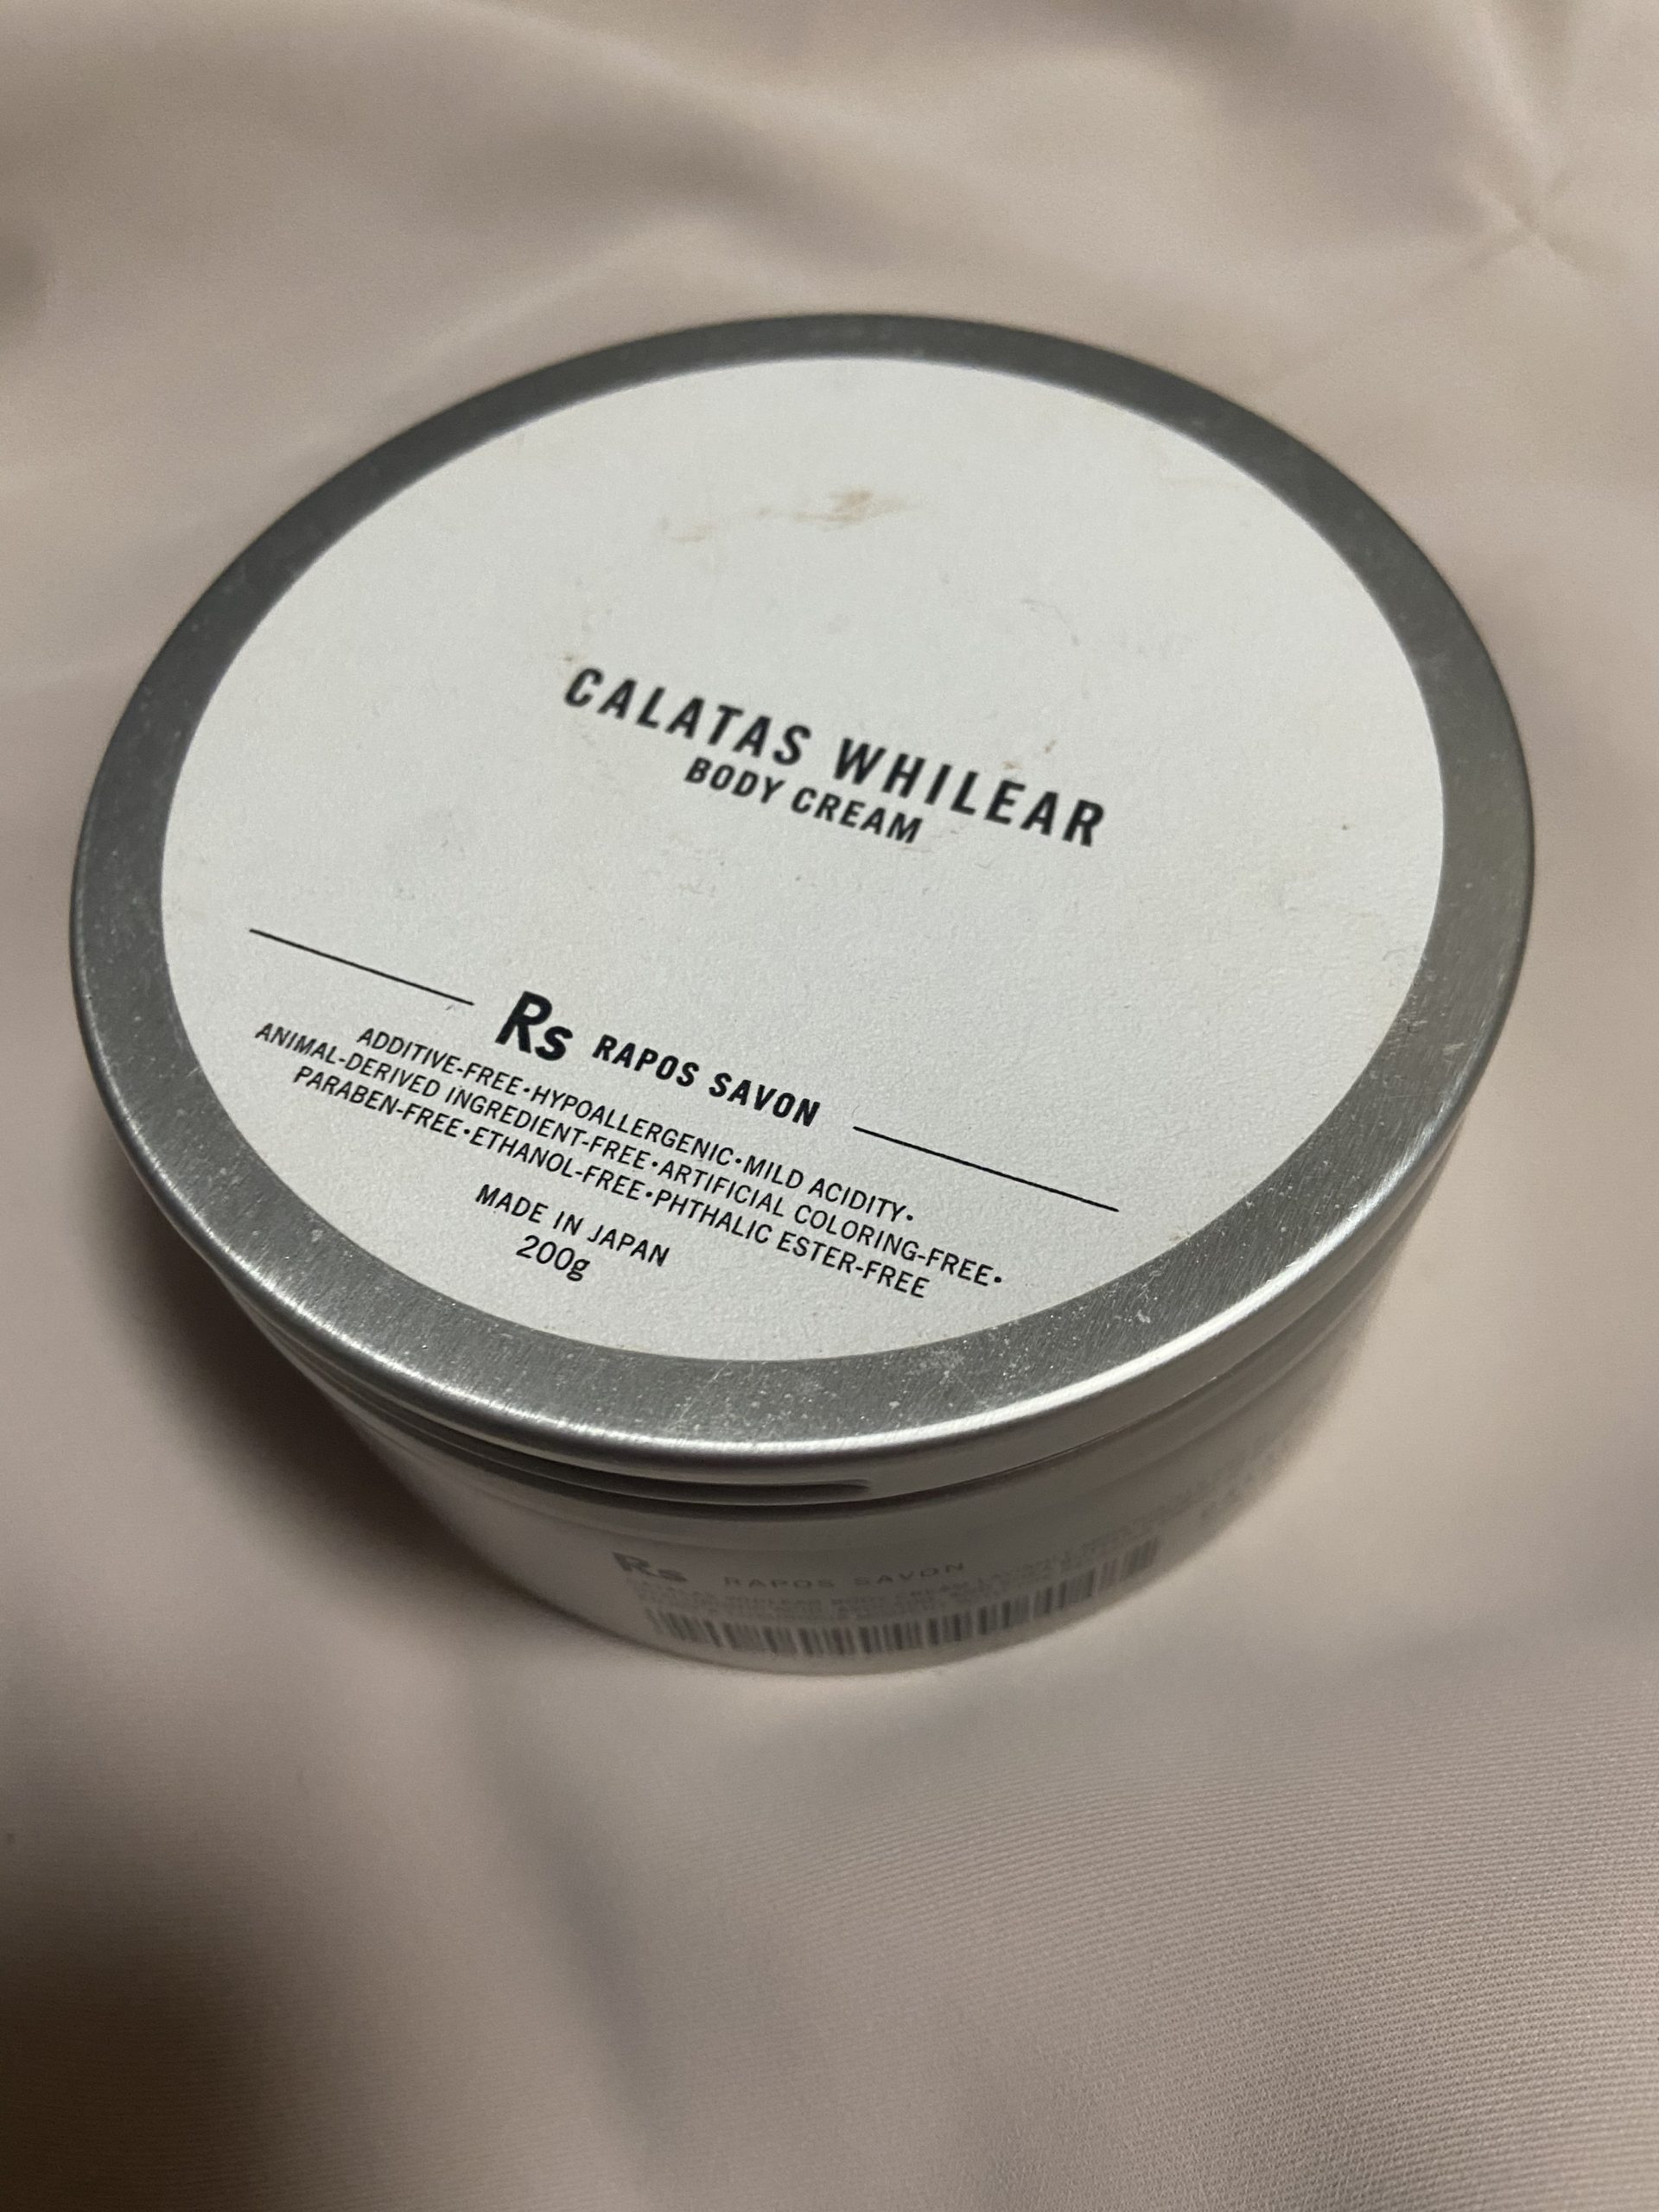 CALATAS WHILEAR
BODY CREAM
Rs RAPOS SAVON
ADDITIVE-FREE•HYPOALLERGENIC•MILD ACIDITY•
ANIMAL-DERIVED INGREDIENT-FREE•ARTIFICIAL COLORING-FREE•
PARABEN-FREE•ETHANOL-FREE•PHTHALIC ESTER-FREE
MADE IN JAPAN
200g
Rs RAPOS SAVON